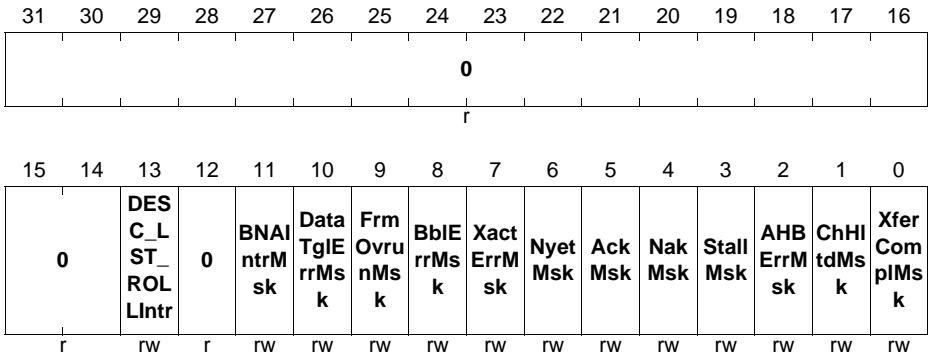 31 30 29 28 27 26 25 24 23 22 21 20 19 18 17 16
0
r
15 14 13 12 11 10 9 8 7 6 5 4 3 2 1 0
0
DES
C_L
ST_
ROL
LIntr
0
BNAI
ntrM
sk
Data
TglE
rrMs
k
Frm
Ovru
nMs
k
BblE
rrMs
k
Xact
ErrM
sk
Nyet
Msk
Ack
Msk
Nak
Msk
Stall
Msk
AHB
ErrM
sk
ChHl
tdMs
k
Xfer
Com
plMs
k
r rw r rw rw rw rw rw rw rw rw rw rw rw rw